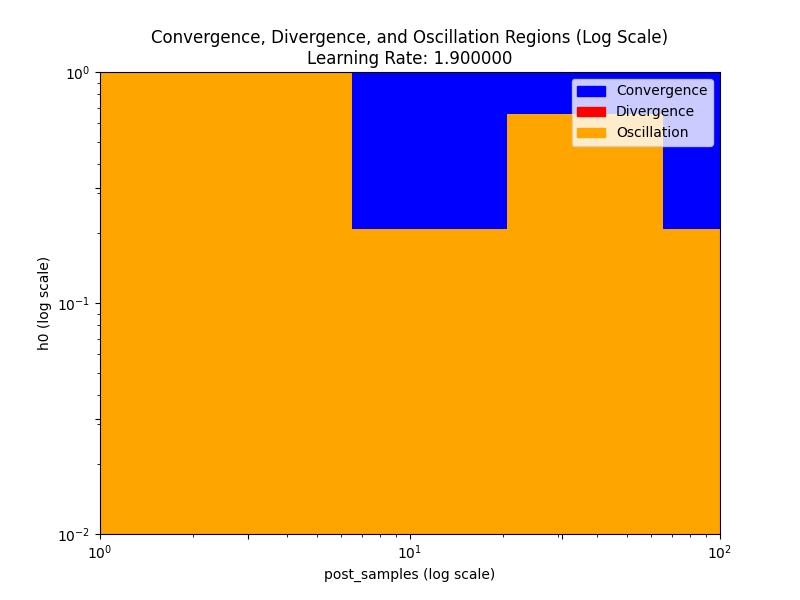 Convergence, Divergence, and Oscillation Regions (Log Scale)
Learning Rate: 1.900000
10⁰
Convergence
Divergence
Oscillation
h0 (log scale)
10⁻¹
10⁻²
10⁰
10¹
10²
post_samples (log scale)